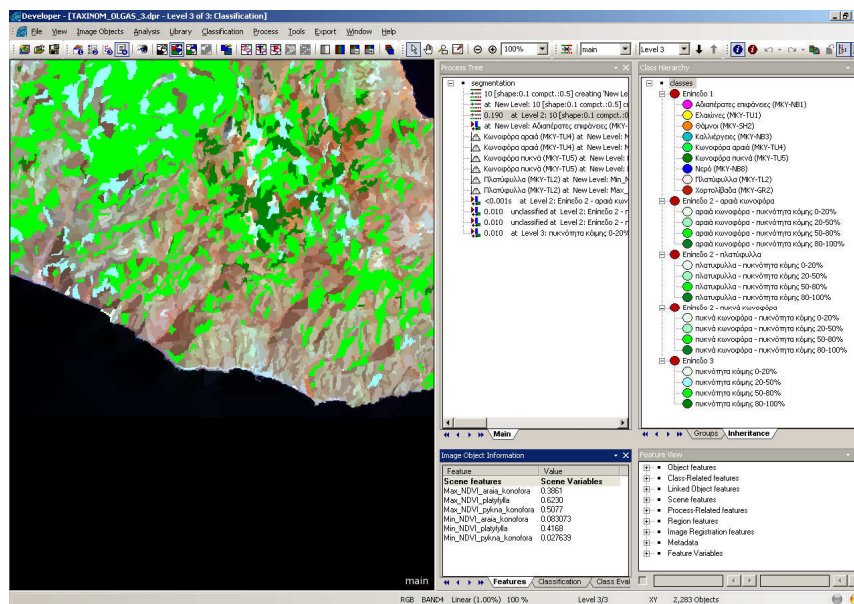 Developer - [TAXINOM_OLGAS_3.dpr - Level 3 of 3: Classification]
File View Image Objects Analysis Library Classification Process Tools Export Window Help
100% main Level 3
Process Tree
segmentation
10 [shape:0.1 compct.:0.5] creating 'New Le
at New Level: 10 [shape:0.1 compct.:0.5] cr
0.190 at Level 2: 10 [shape:0.1 compct.:0
at New Level: Αδιαπέρατες επιφάνειες (MKY-
Κωνοφόρα αραιά (MKY-TU4) at New Level: M
Κωνοφόρα αραιά (MKY-TU4) at New Level: M
Κωνοφόρα πυκνά (MKY-TU5) at New Level:
Κωνοφόρα πυκνά (MKY-TU5) at New Level:
Πλατύφυλλα (MKY-TL2) at New Level: Min_N
Πλατύφυλλα (MKY-TL2) at New Level: Max_
<0.001s at Level 2: Επίπεδο 2 - αραιά κων
0.010 unclassified at Level 2: Επίπεδο 2 - π
0.010 unclassified at Level 2: Επίπεδο 2 - π
0.010 at Level 3: πυκνότητα κόμης 0-20%
Main
Class Hierarchy
classes
Επίπεδο 1
Αδιαπέρατες επιφάνειες (MKY-NB1)
Ελαιώνες (MKY-TU1)
Θάμνοι (MKY-SH2)
Καλλιέργειες (MKY-NB3)
Κωνοφόρα αραιά (MKY-TU4)
Κωνοφόρα πυκνά (MKY-TU5)
Νερό (MKY-NB8)
Πλατύφυλλα (MKY-TL2)
Χορτολίβαδα (MKY-GR2)
Επίπεδο 2 - αραιά κωνοφόρα
αραιά κωνοφόρα - πυκνότητα κόμης 0-20%
αραιά κωνοφόρα - πυκνότητα κόμης 20-50%
αραιά κωνοφόρα - πυκνότητα κόμης 50-80%
αραιά κωνοφόρα - πυκνότητα κόμης 80-100%
Επίπεδο 2 - πλατύφυλλα
πλατυφυλλα - πυκνότητα κόμης 0-20%
πλατυφυλλα - πυκνότητα κόμης 20-50%
πλατυφυλλα - πυκνότητα κόμης 50-80%
πλατυφυλλα - πυκνότητα κόμης 80-100%
Επίπεδο 2 - πυκνά κωνοφόρα
πυκνά κωνοφόρα - πυκνότητα κόμης 0-20%
πυκνά κωνοφόρα - πυκνότητα κόμης 20-50%
πυκνά κωνοφόρα - πυκνότητα κόμης 50-80%
πυκνά κωνοφόρα - πυκνότητα κόμης 80-100%
Επίπεδο 3
πυκνότητα κόμης 0-20%
πυκνότητα κόμης 20-50%
πυκνότητα κόμης 50-80%
πυκνότητα κόμης 80-100%
Groups Inheritance
Image Object Information
Feature Value
Scene features Scene Variables
Max_NDVI_araia_konofora 0.3861
Max_NDVI_platyfylla 0.6230
Max_NDVI_pykna_konofora 0.5077
Min_NDVI_araia_konofora 0.083073
Min_NDVI_platyfylla 0.4168
Min_NDVI_pykna_konofora 0.027639
Features Classification Class Eval
Feature View
Object features
Class-Related features
Linked Object features
Scene features
Process-Related features
Region features
Image Registration features
Metadata
Feature Variables
main
RGB BAND4 Linear (1.00%) 100 % Level 3/3 XY 2,283 Objects